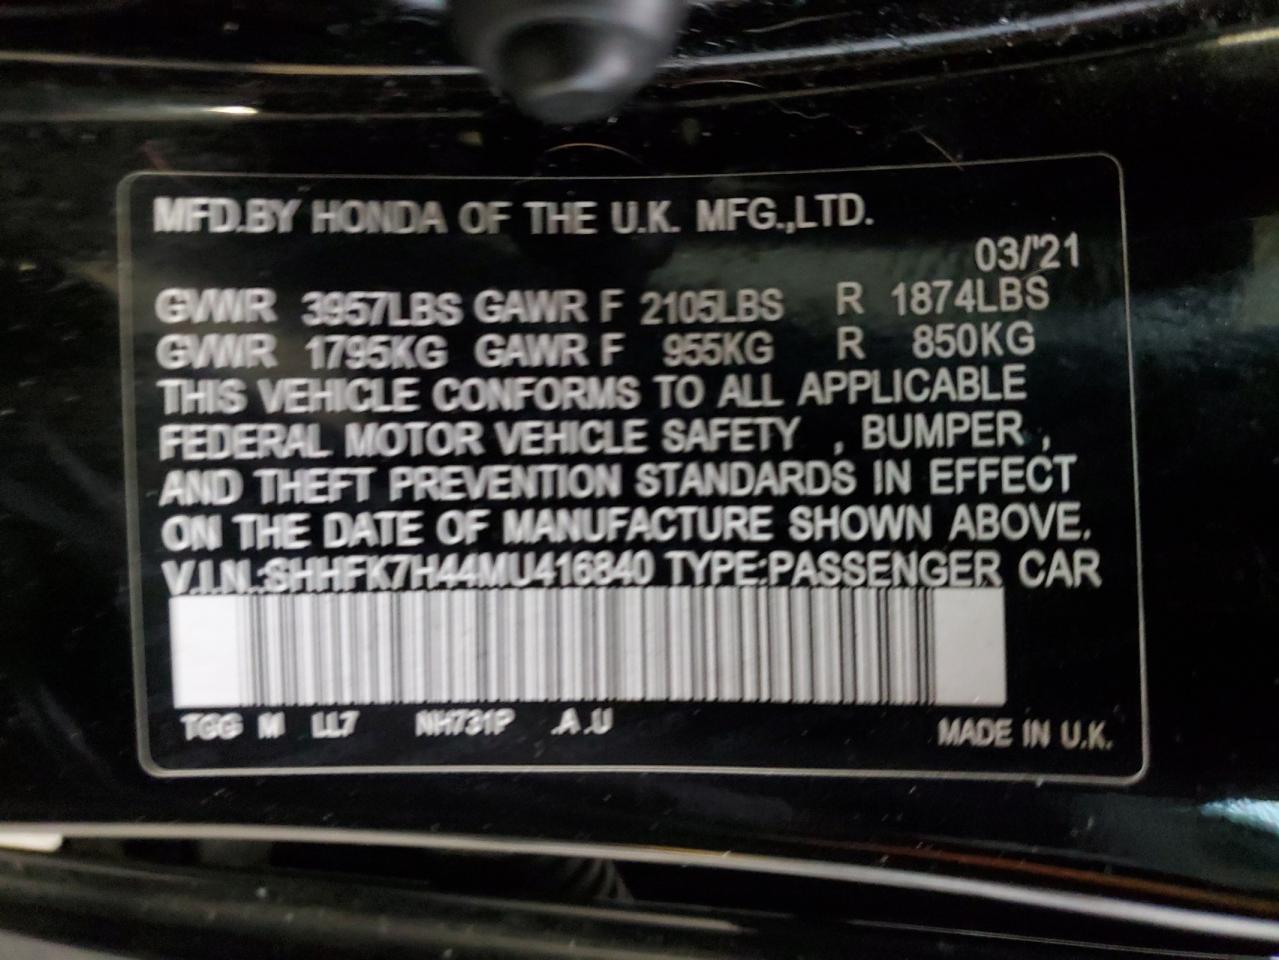 MFD.BY HONDA OF THE U.K. MFG.,LTD.
03/'21
GVWR 3957LBS GAWR F 2105LBS R 1874LBS
GVWR 1795KG GAWR F 955KG R 850KG
THIS VEHICLE CONFORMS TO ALL APPLICABLE
FEDERAL MOTOR VEHICLE SAFETY , BUMPER ,
AND THEFT PREVENTION STANDARDS IN EFFECT
ON THE DATE OF MANUFACTURE SHOWN ABOVE.
V.I.N.:SHHFK7H44MU416840 TYPE:PASSENGER CAR
TGG M LL7 NH731P .A .U MADE IN U.K.